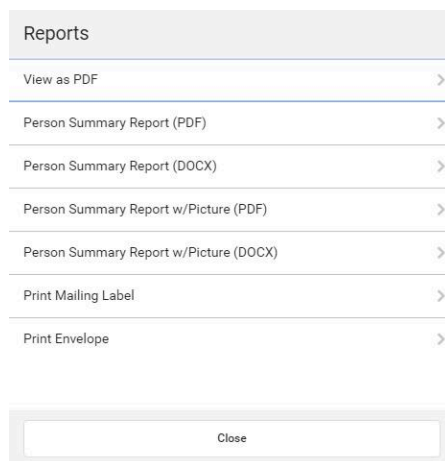 Reports
View as PDF
Person Summary Report (PDF)
Person Summary Report (DOCX)
Person Summary Report w/Picture (PDF)
Person Summary Report w/Picture (DOCX)
Print Mailing Label
Print Envelope
Close